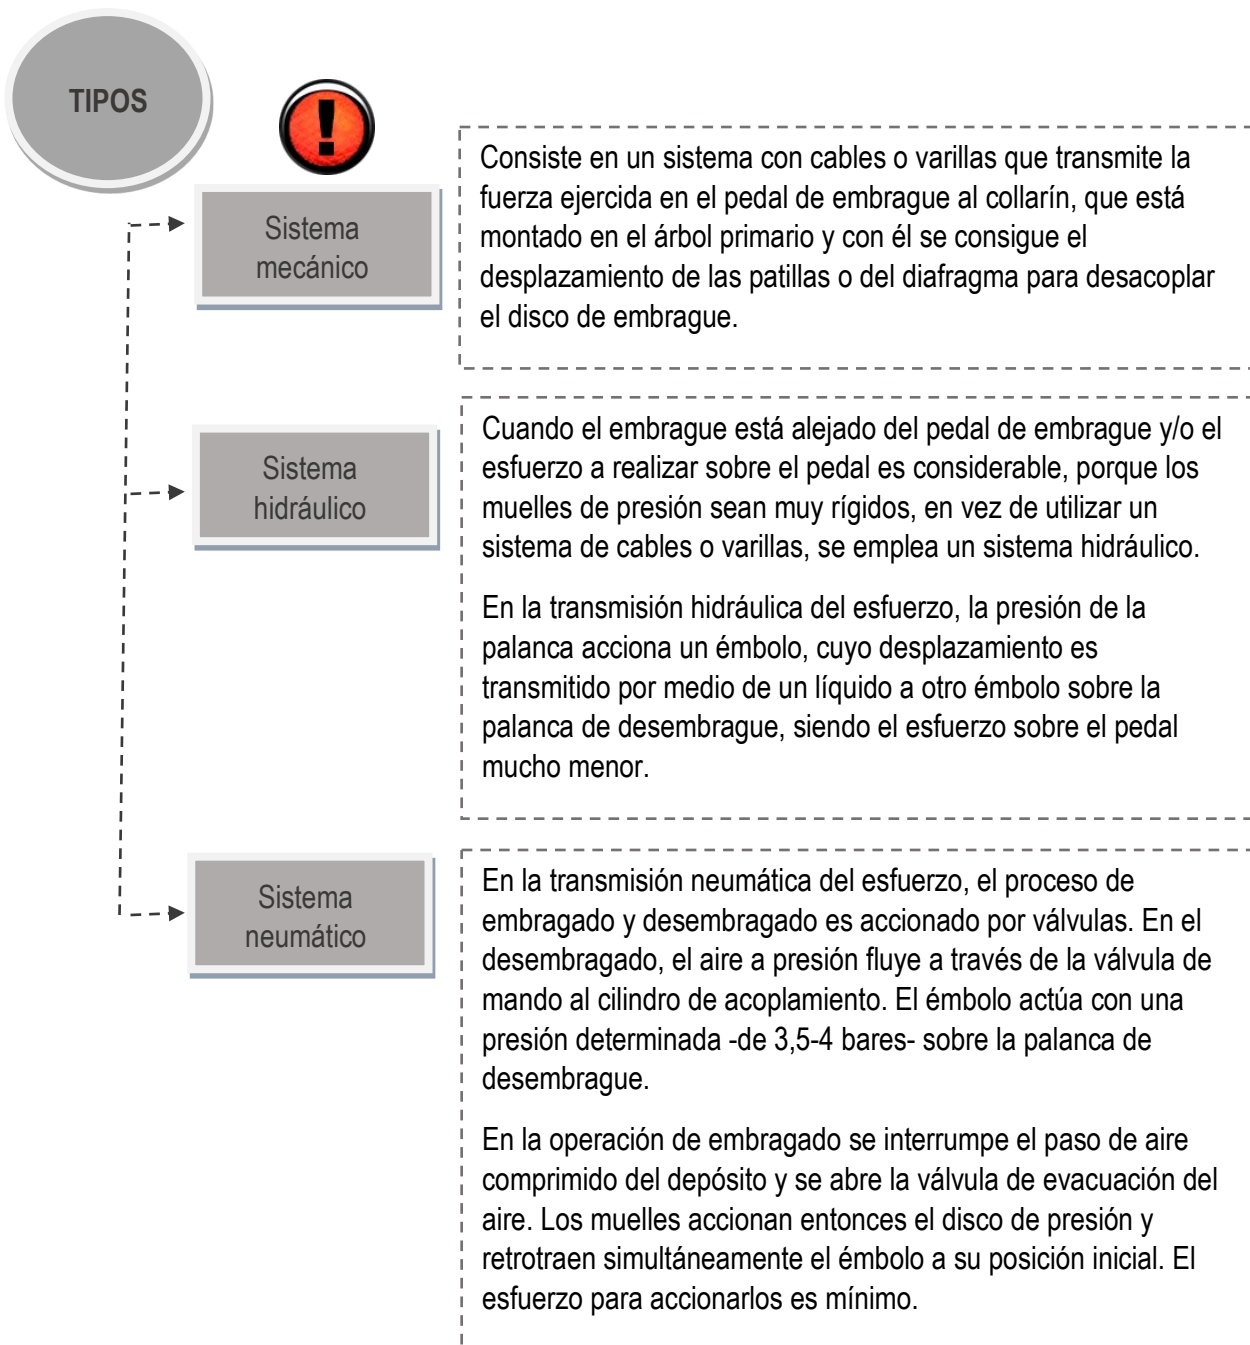 TIPOS
!
Sistema
mecánico
Consiste en un sistema con cables o varillas que transmite la
fuerza ejercida en el pedal de embrague al collarín, que está
montado en el árbol primario y con él se consigue el
desplazamiento de las patillas o del diafragma para desacoplar
el disco de embrague.
Sistema
hidráulico
Cuando el embrague está alejado del pedal de embrague y/o el
esfuerzo a realizar sobre el pedal es considerable, porque los
muelles de presión sean muy rígidos, en vez de utilizar un
sistema de cables o varillas, se emplea un sistema hidráulico.
En la transmisión hidráulica del esfuerzo, la presión de la
palanca acciona un émbolo, cuyo desplazamiento es
transmitido por medio de un líquido a otro émbolo sobre la
palanca de desembrague, siendo el esfuerzo sobre el pedal
mucho menor.
Sistema
neumático
En la transmisión neumática del esfuerzo, el proceso de
embragado y desembragado es accionado por válvulas. En el
desembragado, el aire a presión fluye a través de la válvula de
mando al cilindro de acoplamiento. El émbolo actúa con una
presión determinada -de 3,5-4 bares- sobre la palanca de
desembrague.
En la operación de embragado se interrumpe el paso de aire
comprimido del depósito y se abre la válvula de evacuación del
aire. Los muelles accionan entonces el disco de presión y
retrotraen simultáneamente el émbolo a su posición inicial. El
esfuerzo para accionarlos es mínimo.